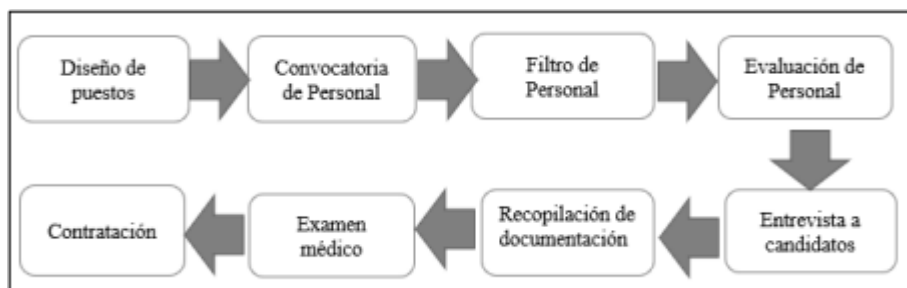 Diseño de
puestos
Convocatoria
de Personal
Filtro de
Personal
Evaluación de
Personal
Entrevista a
candidatos
Recopilación de
documentación
Examen
médico
Contratación